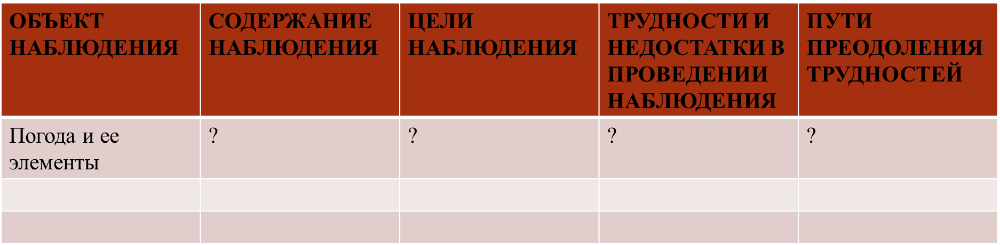 ОБЪЕКТ
НАБЛЮДЕНИЯ
СОДЕРЖАНИЕ
НАБЛЮДЕНИЯ
ЦЕЛИ
НАБЛЮДЕНИЯ
ТРУДНОСТИ И
НЕДОСТАТКИ В
ПРОВЕДЕНИИ
НАБЛЮДЕНИЯ
ПУТИ
ПРЕОДОЛЕНИЯ
ТРУДНОСТЕЙ
Погода и ее
элементы
?
?
?
?